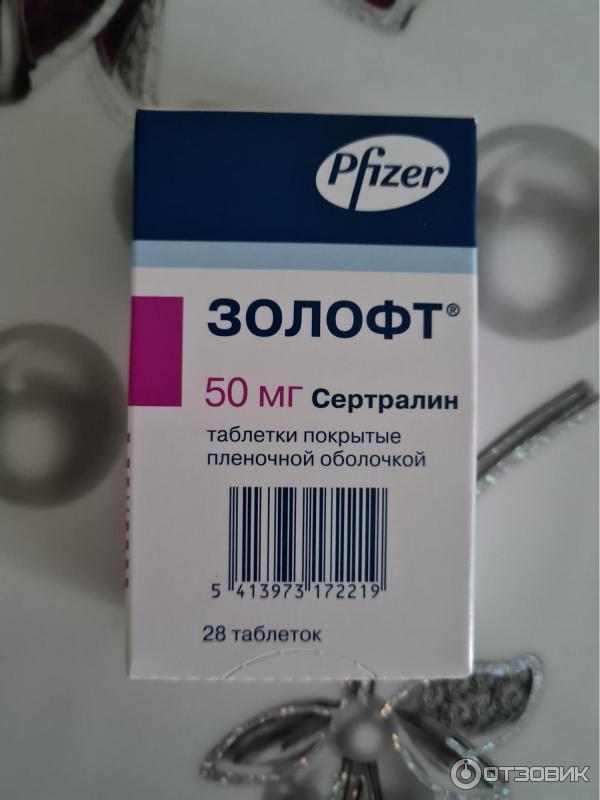 Pfizer
ЗОЛОФТ®
50 мг Сертралин
таблетки покрытые
пленочной оболочкой
5 413973 172219
28 таблеток
ОТЗОВИК